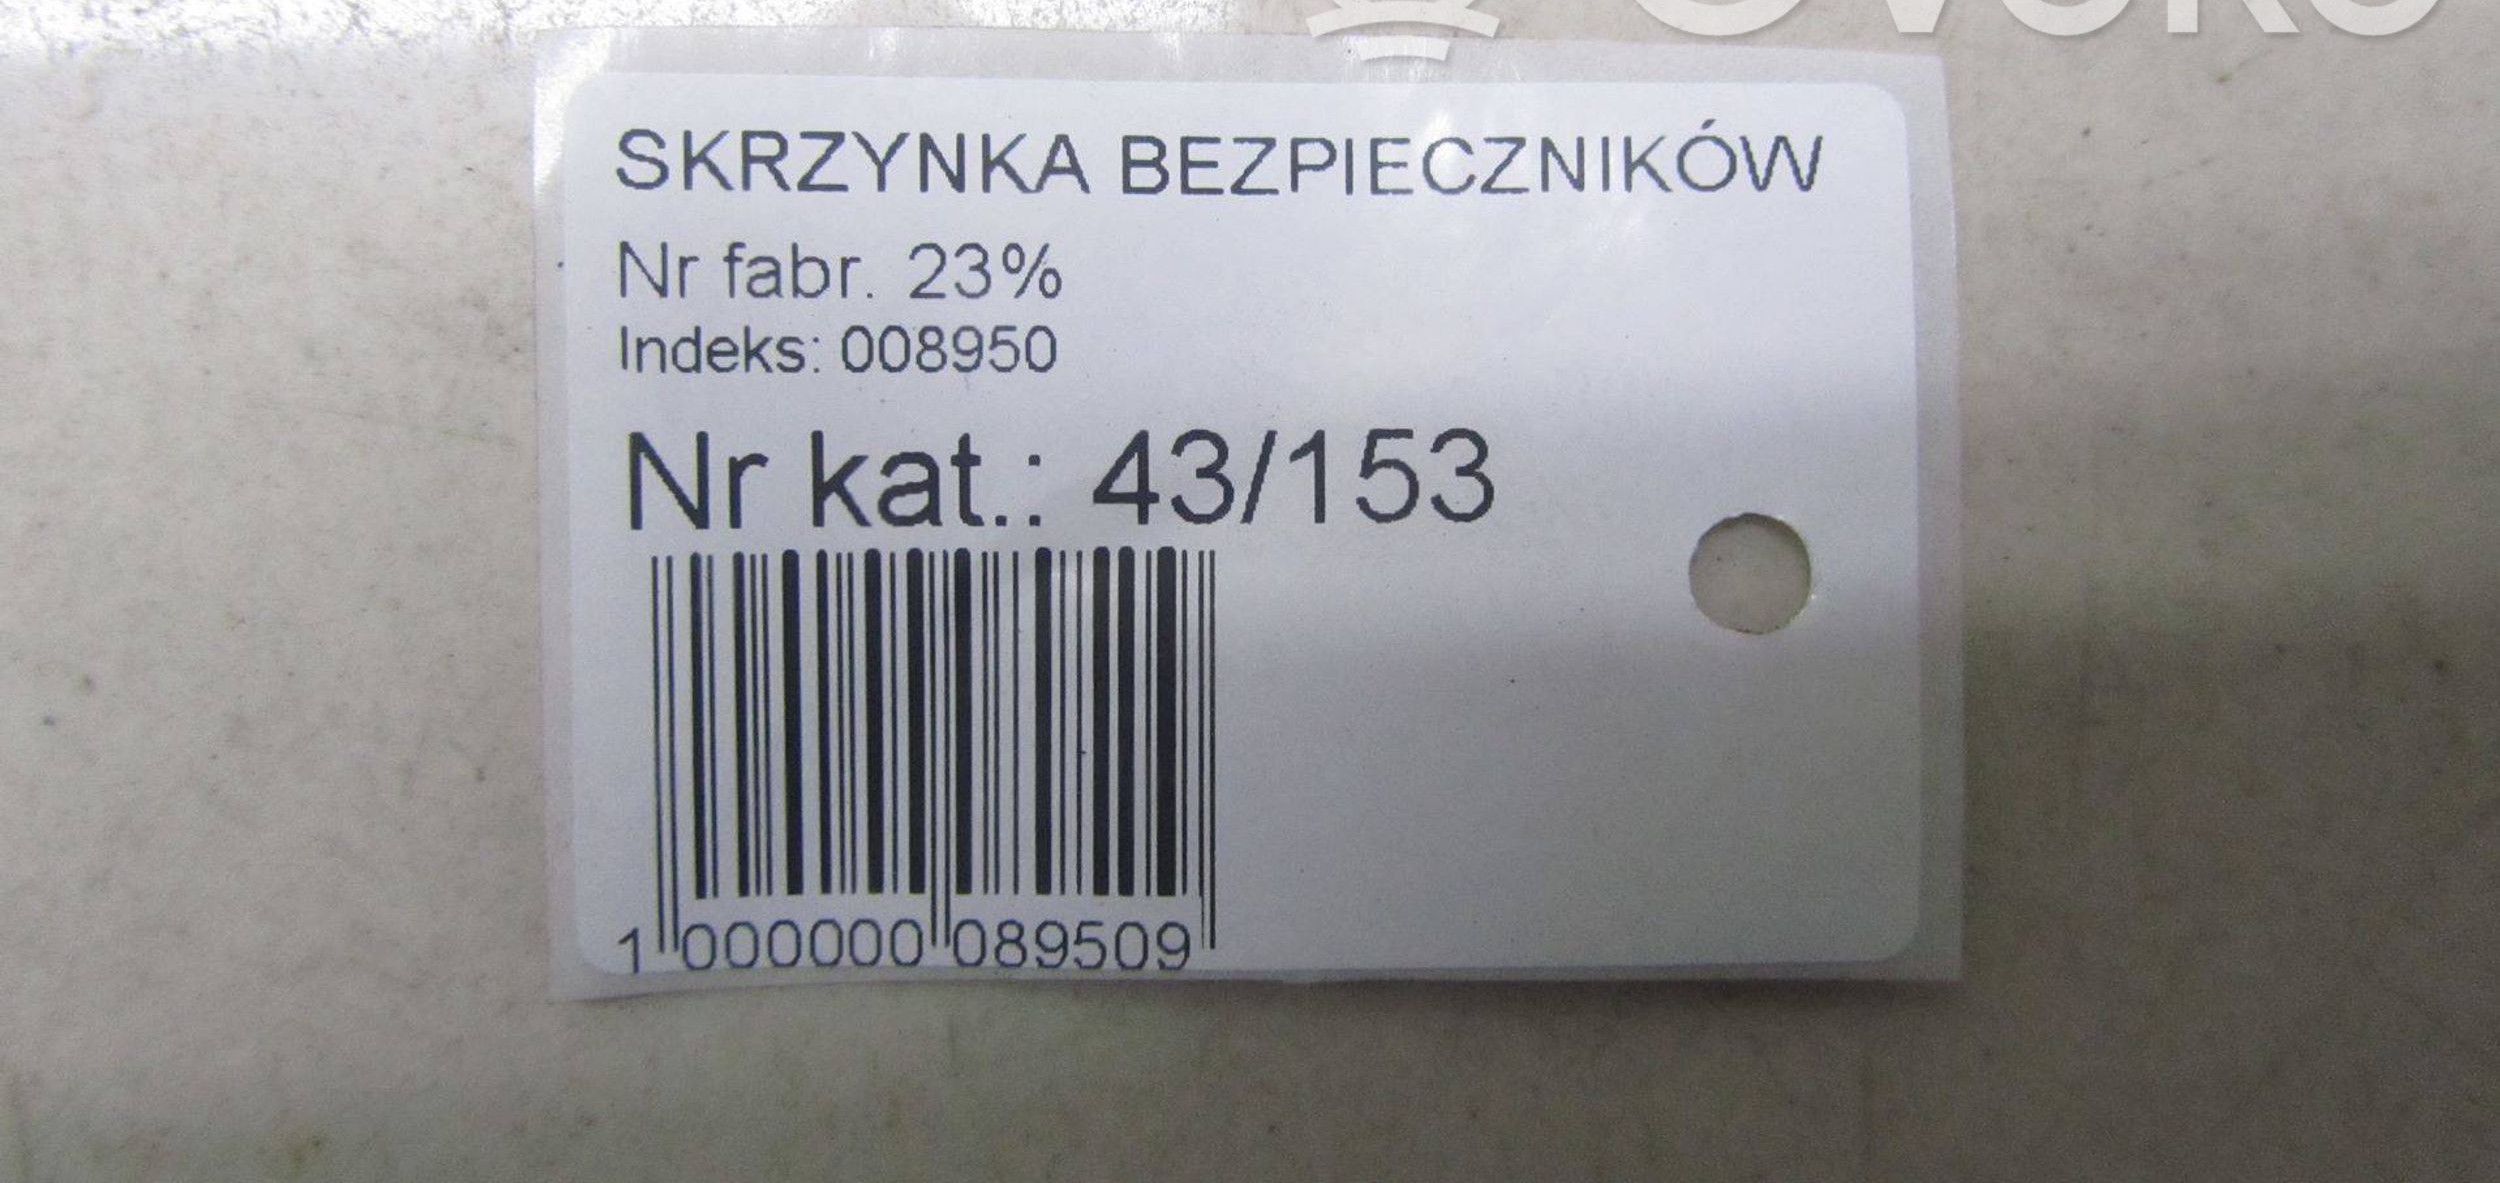 SKRZYNKA BEZPIECZNIKÓW
Nr fabr. 23%
Indeks: 008950
Nr kat.: 43/153
1 000000 089509